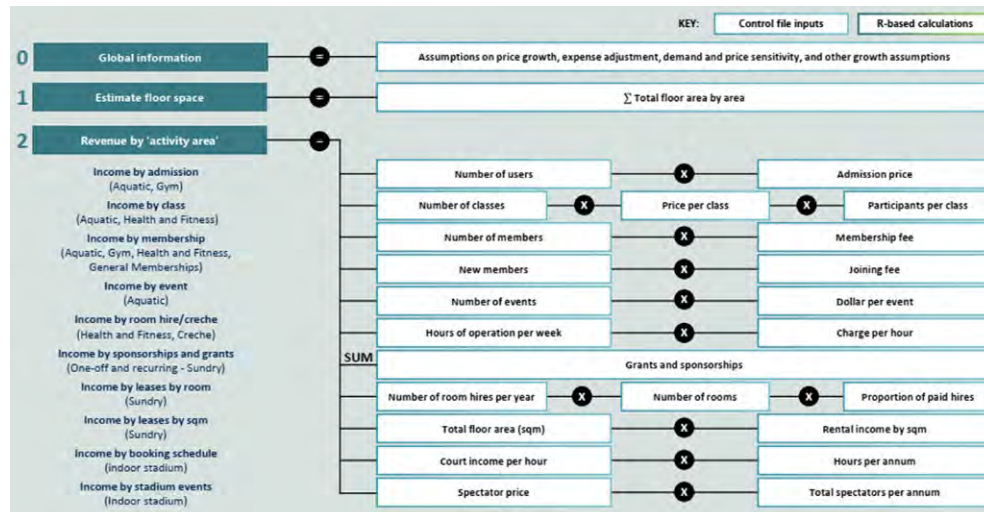 KEY: Control file inputs R-based calculations
0 Global information = Assumptions on price growth, expense adjustment, demand and price sensitivity, and other growth assumptions
1 Estimate floor space = ∑ Total floor area by area
2 Revenue by 'activity area' =
Income by admission
(Aquatic, Gym)
Number of users X Admission price
Income by class
(Aquatic, Health and Fitness)
Number of classes X Price per class X Participants per class
Income by membership
(Aquatic, Gym, Health and Fitness,
General Memberships)
Number of members X Membership fee
New members X Joining fee
Income by event
(Aquatic)
Number of events X Dollar per event
Income by room hire/creche
(Health and Fitness, Creche)
Hours of operation per week X Charge per hour
Income by sponsorships and grants
(One-off and recurring - Sundry)
SUM Grants and sponsorships
Income by leases by room
(Sundry)
Number of room hires per year X Number of rooms X Proportion of paid hires
Income by leases by sqm
(Sundry)
Total floor area (sqm) X Rental income by sqm
Income by booking schedule
(indoor stadium)
Court income per hour X Hours per annum
Income by stadium events
(Indoor stadium)
Spectator price X Total spectators per annum